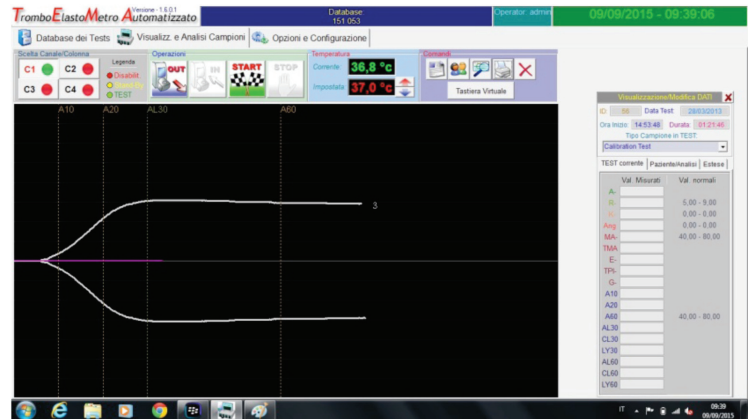 TromboElastoMetro Automatizzato
Versione - 1.6.0.1
Database
151 053
Operator admin
09/09/2015 - 09:39:06
Database dei Tests
Visualizz. e Analisi Campioni
Opzioni e Configurazione
Scelta Canale/Colonna
Operazioni
Temperatura
Comandi
C1
C2
C3
C4
Legenda
Disabilit.
TEST
OUT
IN
START
STOP
Corrente:
36,8 °c
Impostata:
37,0 °c
Tastiera Virtuale
A10
A20
AL30
A60
3
Visualizzazione/Modifica DATI
ID
56
Data Test
28/03/2013
Ora Inizio:
14:53:48
Durata:
01:21:46
Tipo Campione in TEST:
Calibration Test
TEST corrente
Paziente/Analisi
Estese
Val. Misurati
Val. normali
A-
R-
5,00 - 9,00
K-
0,00 - 0,00
Ang
0,00 - 0,00
MA-
40,00 - 80,00
TMA
E-
TPI-
G-
A10
A20
A60
40,00 - 80,00
AL30
CL30
LY30
AL60
CL60
LY60
IT
09:39
09/09/2015